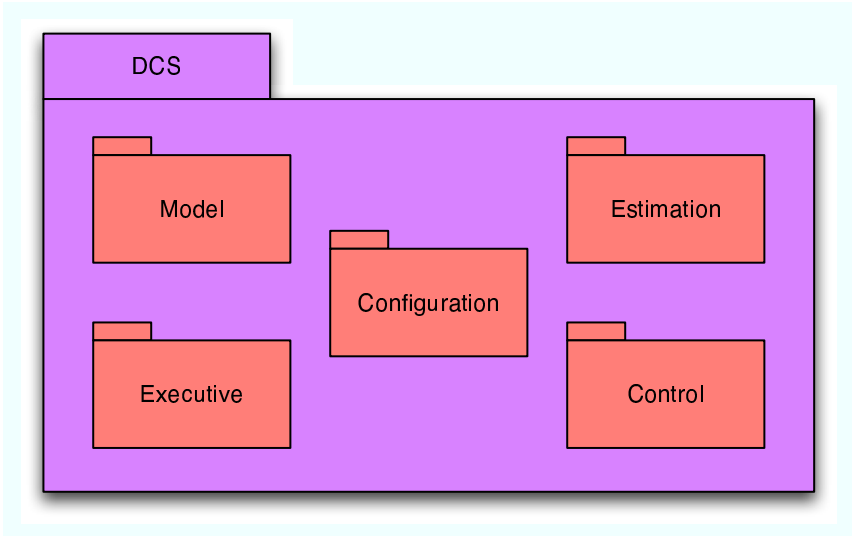 DCS
Model
Estimation
Configuration
Executive
Control